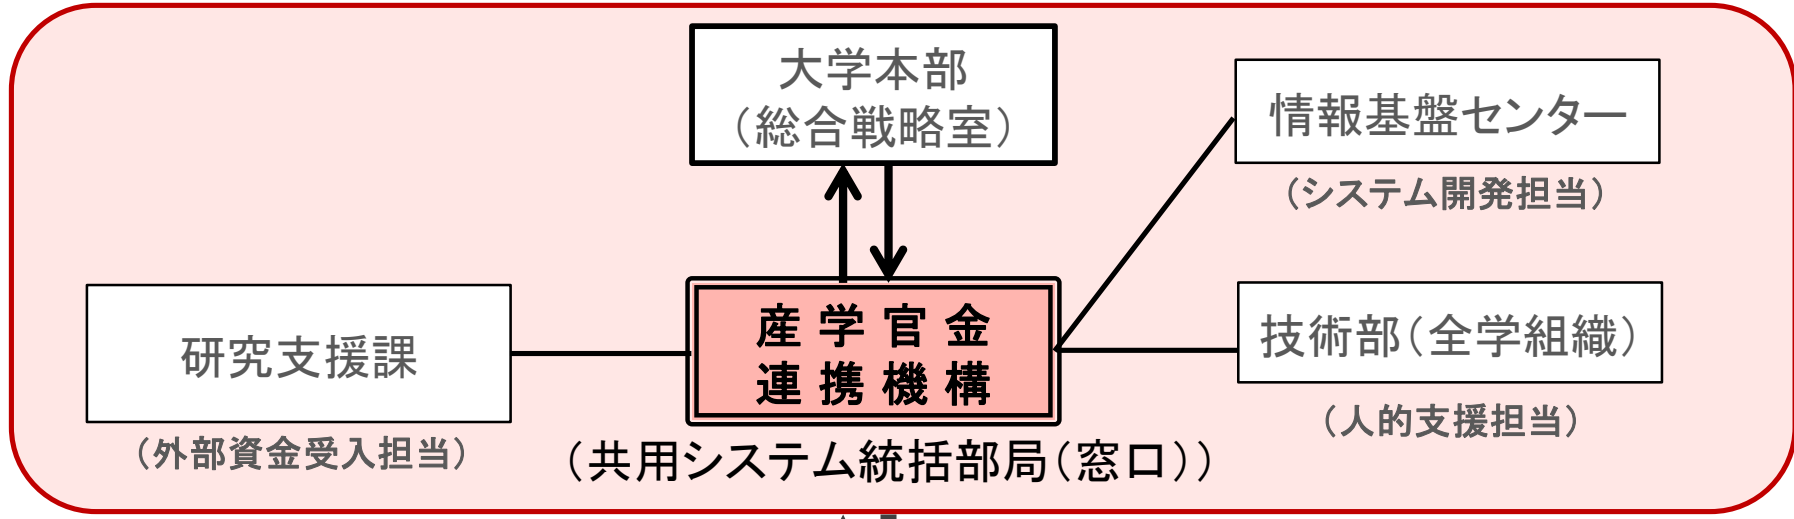 大学本部
（総合戦略室）
情報基盤センター
（システム開発担当）
研究支援課
（外部資金受入担当）
産学官金
連携機構
（共用システム統括部局（窓口））
技術部（全学組織）
（人的支援担当）